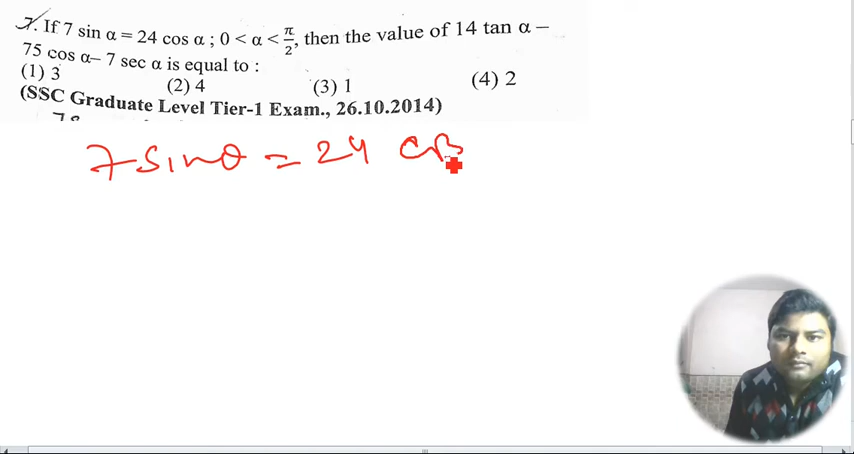 7. If 7 sin α = 24 cos α ; 0 < α < π/2, then the value of 14 tan α –
75 cos α– 7 sec α is equal to :
(1) 3 (2) 4 (3) 1 (4) 2
(SSC Graduate Level Tier-1 Exam., 26.10.2014)
7 sinθ = 24 cos